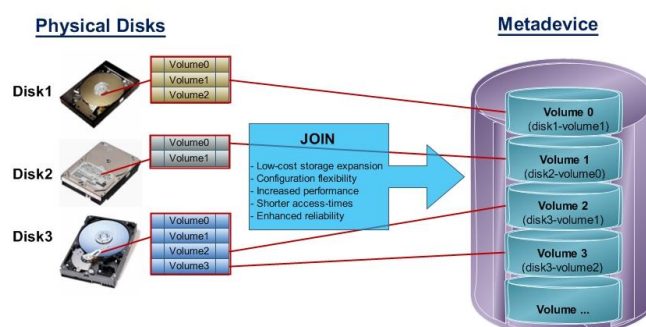 Physical Disks
Metadevice
Disk1
Volume0
Volume1
Volume2
Disk2
Volume0
Volume1
Disk3
Volume0
Volume1
Volume2
Volume3
JOIN
- Low-cost storage expansion
- Configuration flexibility
- Increased performance
- Shorter access-times
- Enhanced reliability
Volume 0
(disk1-volume1)
Volume 1
(disk2-volume0)
Volume 2
(disk3-volume1)
Volume 3
(disk3-volume2)
Volume ...